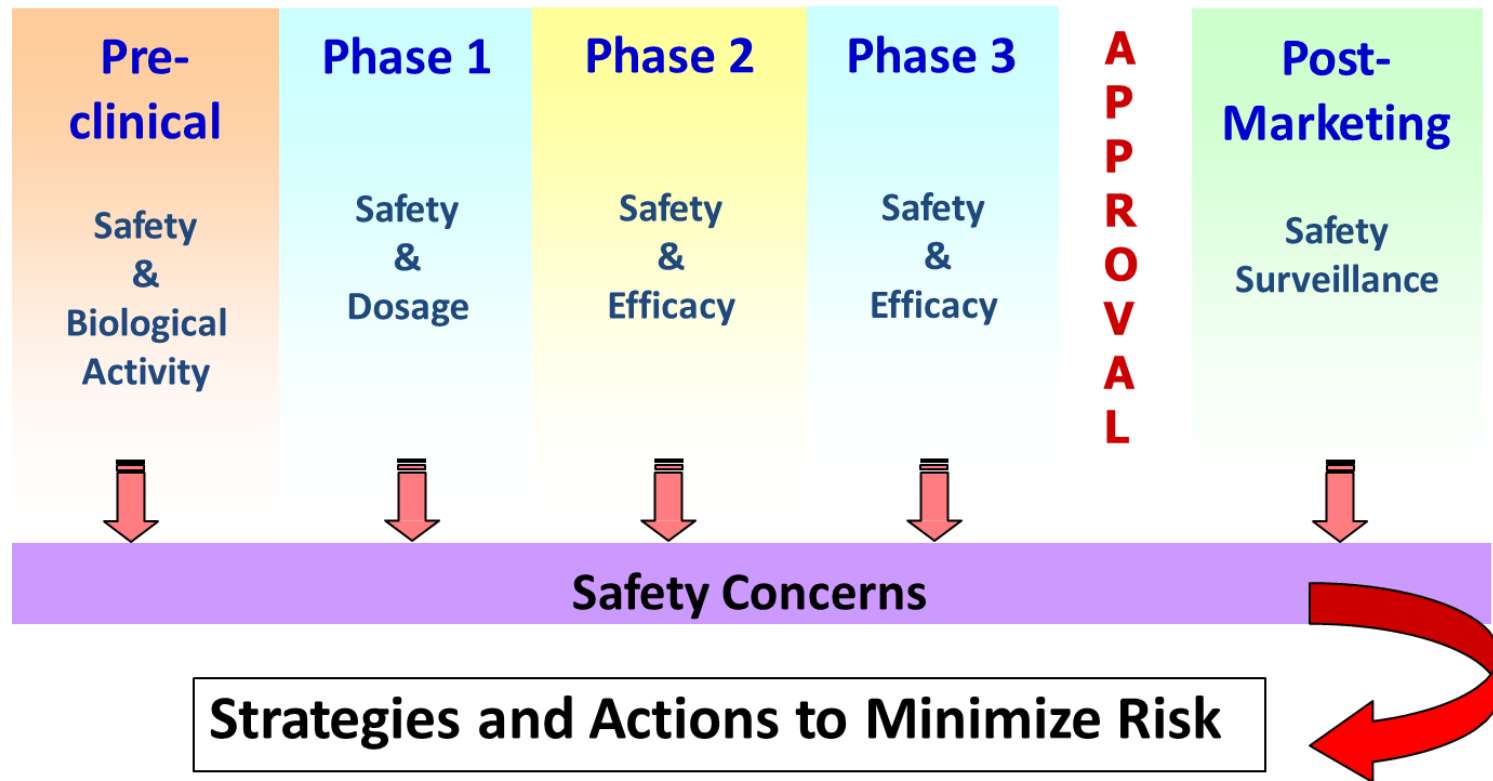 Pre-
clinical
Safety
&
Biological
Activity
Phase 1
Safety
&
Dosage
Phase 2
Safety
&
Efficacy
Phase 3
Safety
&
Efficacy
A
P
P
R
O
V
A
L
Post-
Marketing
Safety
Surveillance
Safety Concerns
Strategies and Actions to Minimize Risk